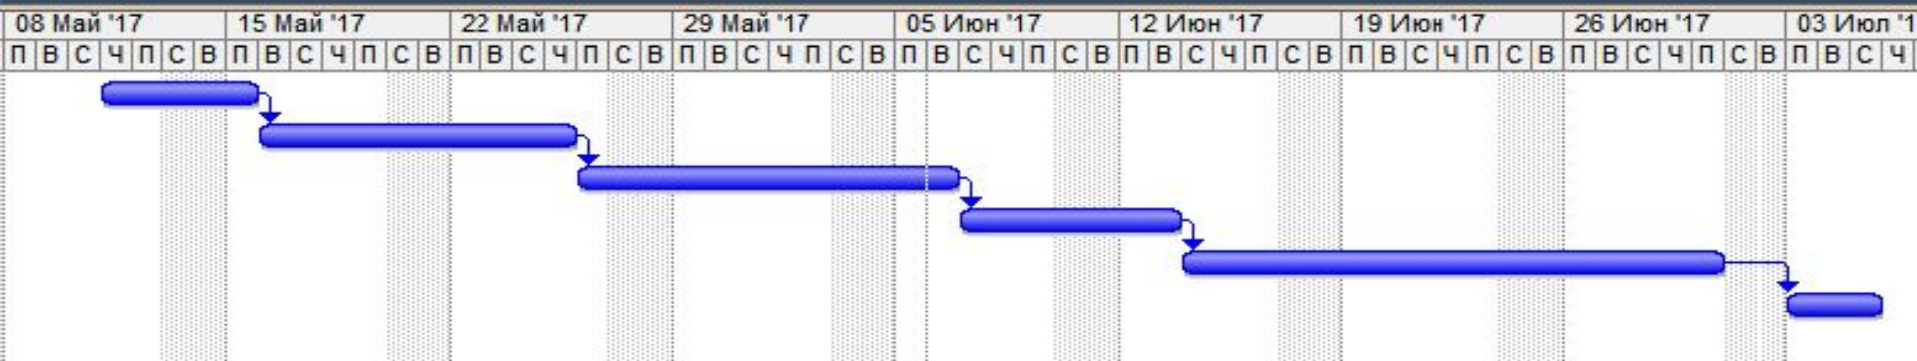 08 Май '17 15 Май '17 22 Май '17 29 Май '17 05 Июн '17 12 Июн '17 19 Июн '17 26 Июн '17 03 Июл '1
П В С Ч П С В П В С Ч П С В П В С Ч П С В П В С Ч П С В П В С Ч П С В П В С Ч П С В П В С Ч П С В П В С Ч П С В П В С Ч